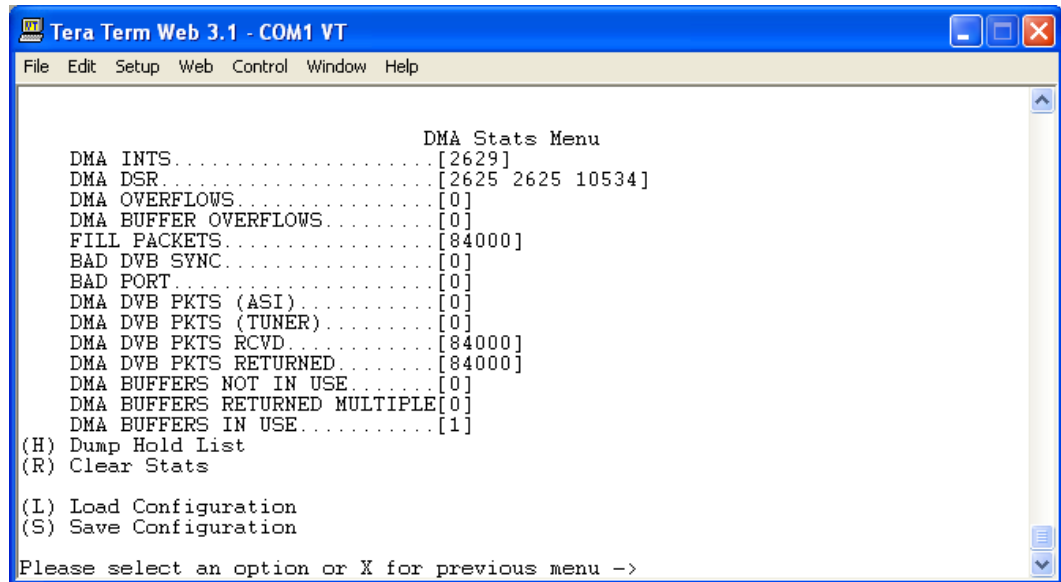 Tera Term Web 3.1 - COM1 VT
File Edit Setup Web Control Window Help
DMA Stats Menu
DMA INTS.....................[2629]
DMA DSR......................[2625 2625 10534]
DMA OVERFLOWS................[0]
DMA BUFFER OVERFLOWS.........[0]
FILL PACKETS.................[84000]
BAD DVB SYNC.................[0]
BAD PORT.....................[0]
DMA DVB PKTS (ASI)...........[0]
DMA DVB PKTS (TUNER).........[0]
DMA DVB PKTS RCVD............[84000]
DMA DVB PKTS RETURNED........[84000]
DMA BUFFERS NOT IN USE.......[0]
DMA BUFFERS RETURNED MULTIPLE[0]
DMA BUFFERS IN USE...........[1]
(H) Dump Hold List
(R) Clear Stats
(L) Load Configuration
(S) Save Configuration
Please select an option or X for previous menu ->